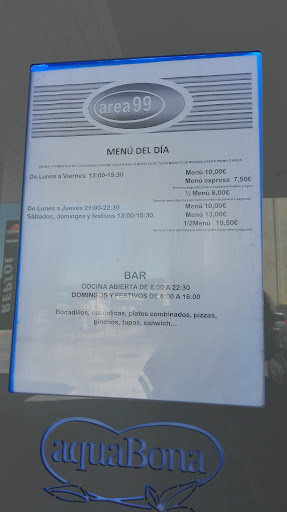 area99
MENÚ DEL DÍA
De Lunes a Viernes 13:00-15:30
Menú 10,00€
Menú express 7,50€
½ Menú 8,00€
De Lunes a Jueves 21:00-22:30
Menú 10,00€
Sábados, domingos y festivos 13:00-15:30
Menú 13,00€
1/2Menú 10,50€
BAR
COCINA ABIERTA DE 8:00 A 22:30
DOMINGOS Y FESTIVOS DE 8:00 A 16:00
Bocadillos, cazuelicas, platos combinados, pizzas,
pinchos, tapas, sanwich...
REPSOL
aquaBona